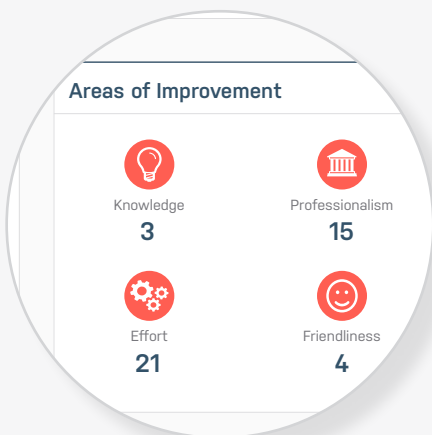 Areas of Improvement
Knowledge
3
Professionalism
15
Effort
21
Friendliness
4